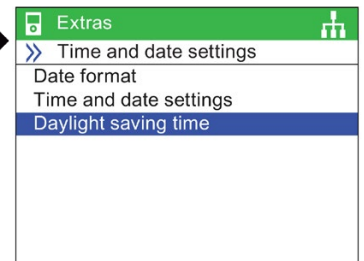 Extras
Time and date settings
Date format
Time and date settings
Daylight saving time